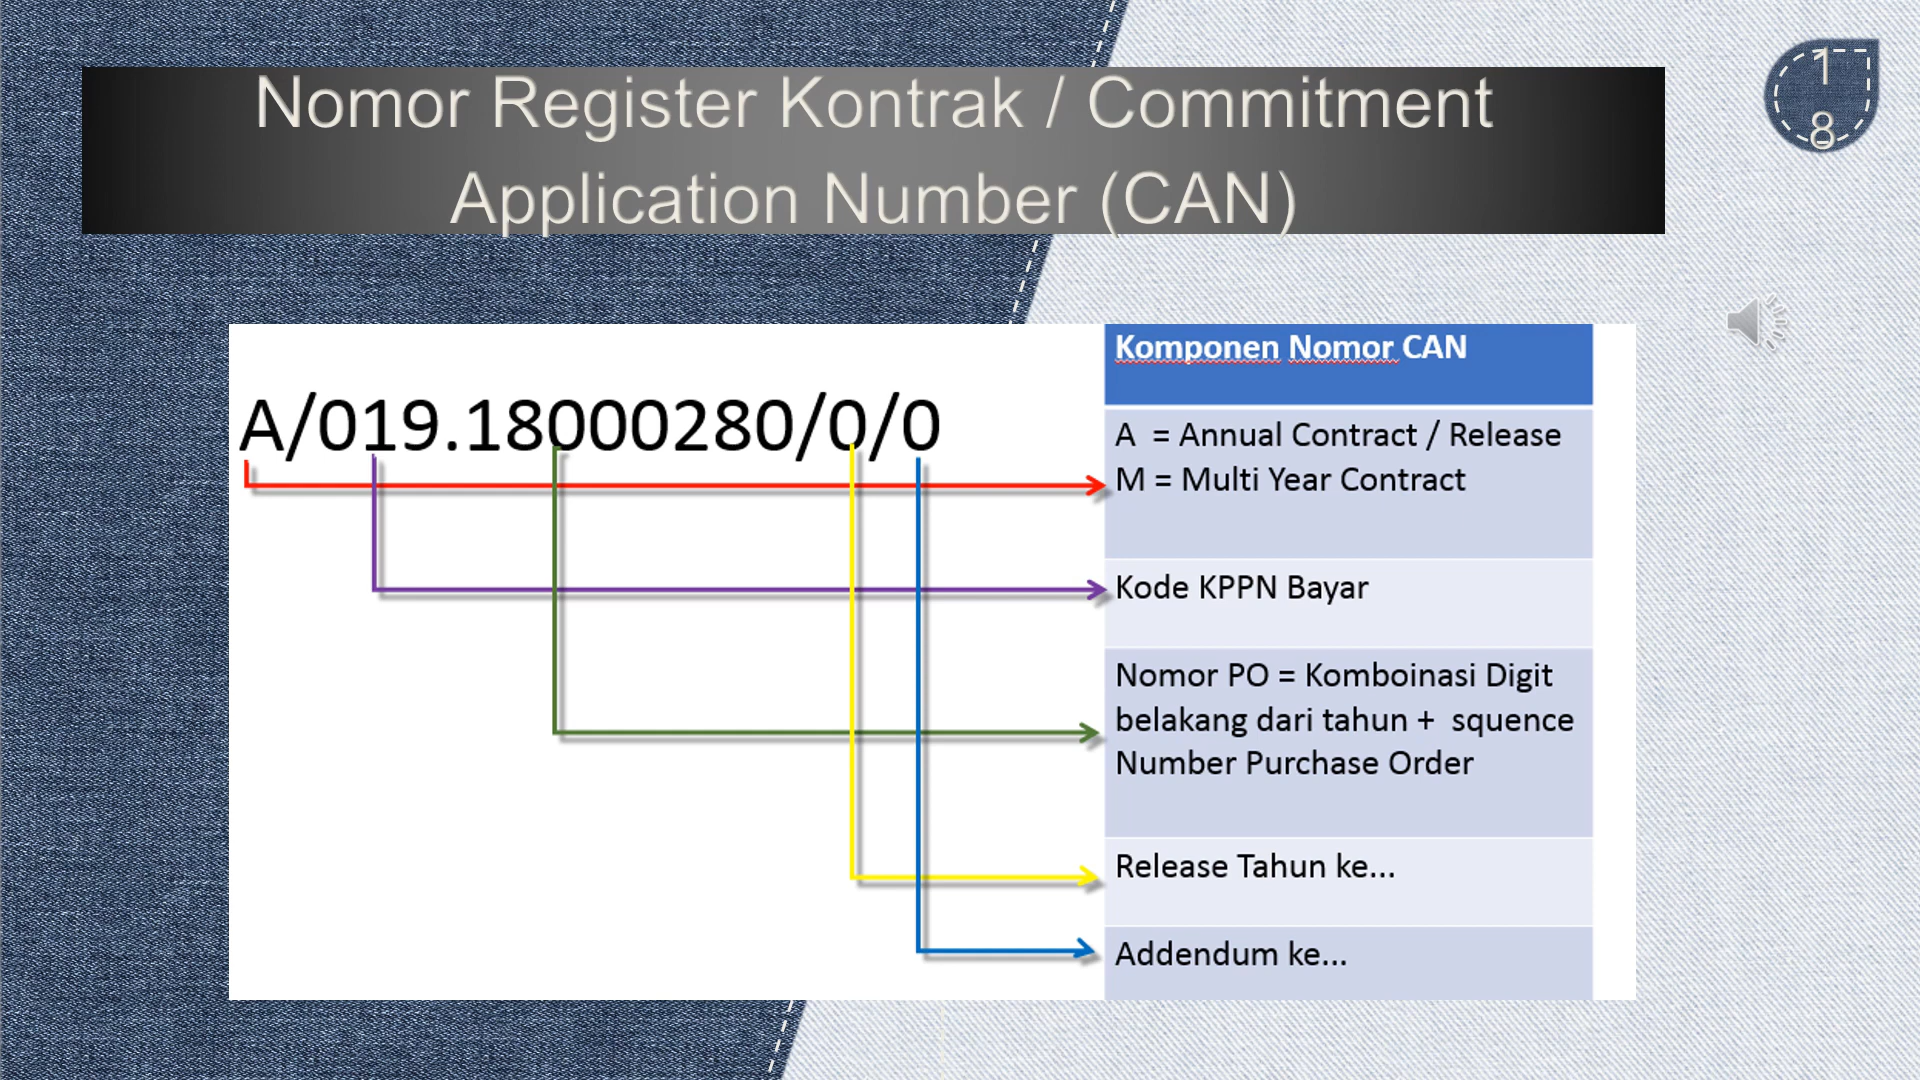 Nomor Register Kontrak / Commitment
Application Number (CAN)
1
8
A/019.18000280/0/0
Komponen Nomor CAN
A = Annual Contract / Release
M = Multi Year Contract
Kode KPPN Bayar
Nomor PO = Komboinasi Digit
belakang dari tahun + squence
Number Purchase Order
Release Tahun ke...
Addendum ke...